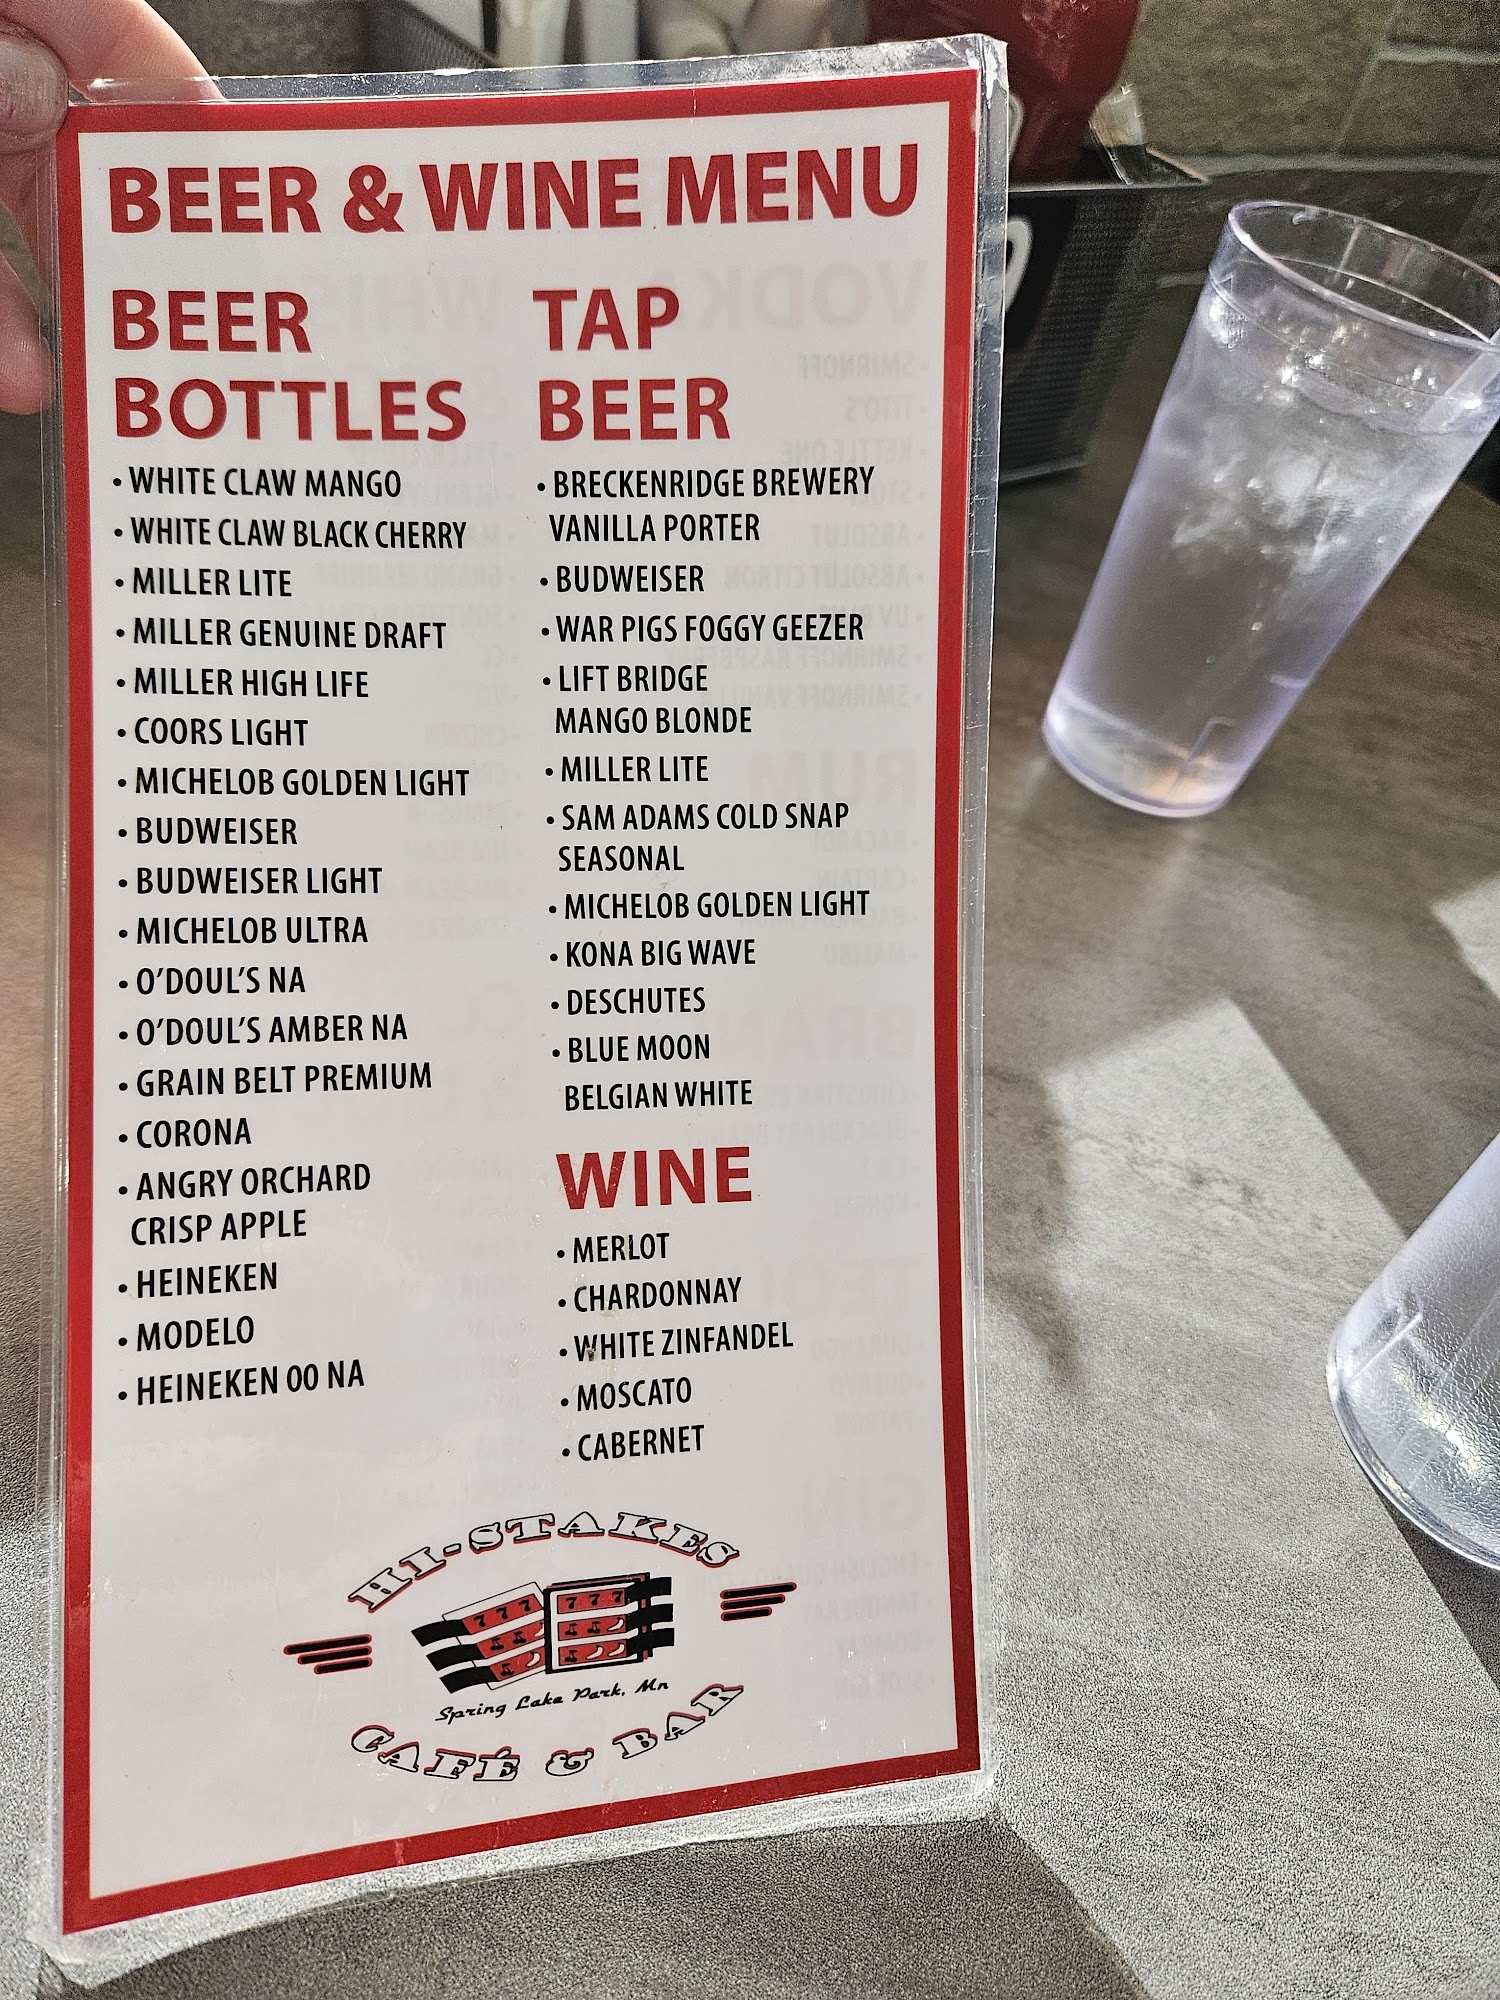 BEER & WINE MENU
BEER
BOTTLES
• WHITE CLAW MANGO
• WHITE CLAW BLACK CHERRY
• MILLER LITE
• MILLER GENUINE DRAFT
• MILLER HIGH LIFE
• COORS LIGHT
• MICHELOB GOLDEN LIGHT
• BUDWEISER
• BUDWEISER LIGHT
• MICHELOB ULTRA
• O'DOUL'S NA
• O'DOUL'S AMBER NA
• GRAIN BELT PREMIUM
• CORONA
• ANGRY ORCHARD
CRISP APPLE
• HEINEKEN
• MODELO
• HEINEKEN 00 NA
TAP
BEER
• BRECKENRIDGE BREWERY
VANILLA PORTER
• BUDWEISER
• WAR PIGS FOGGY GEEZER
• LIFT BRIDGE
MANGO BLONDE
• MILLER LITE
• SAM ADAMS COLD SNAP
SEASONAL
• MICHELOB GOLDEN LIGHT
• KONA BIG WAVE
• DESCHUTES
• BLUE MOON
BELGIAN WHITE
WINE
• MERLOT
• CHARDONNAY
• WHITE ZINFANDEL
• MOSCATO
• CABERNET
HI-STAKES
777 777
Spring Lake Park, Mn
CAFÉ & BAR